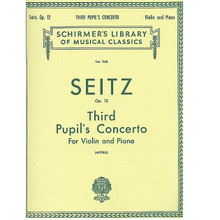 Seitz, Op. 12 THIRD PUPIL'S CONCERTO Violin and Piano
SCHIRMER'S LIBRARY
OF MUSICAL CLASSICS
SEITZ
Op. 12
Third
Pupil's Concerto
For Violin and Piano